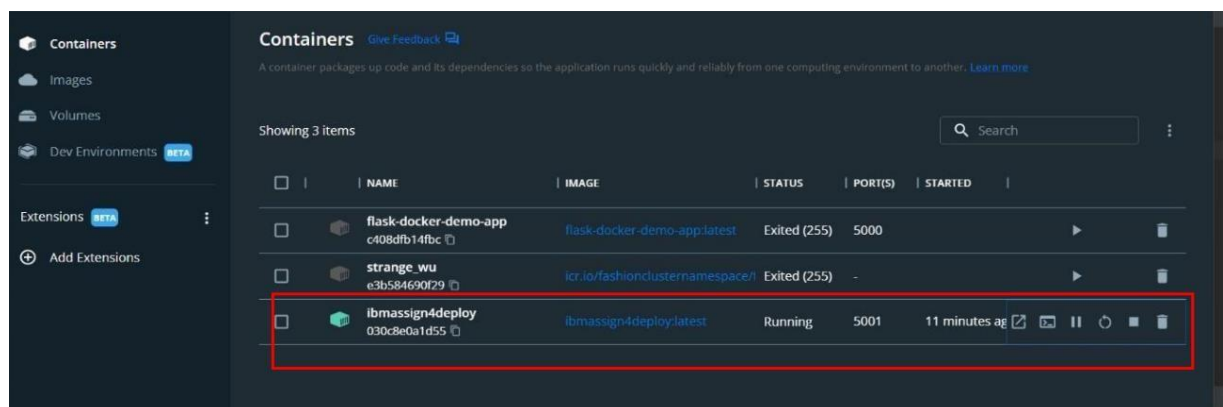 Containers
Images
Volumes
Dev Environments BETA
Extensions BETA
Add Extensions
Containers Give Feedback
A container packages up code and its dependencies so the application runs quickly and reliably from one computing environment to another. Learn more
Showing 3 items
Search
NAME IMAGE STATUS PORT(S) STARTED
flask-docker-demo-app flask-docker-demo-app:latest Exited (255) 5000
c408dfb14fbc
strange_wu icr.io/fashionclusternamespace/ Exited (255) -
e3b584690f29
ibmassign4deploy ibmassign4deploy:latest Running 5001 11 minutes ag
030c8e0a1d55